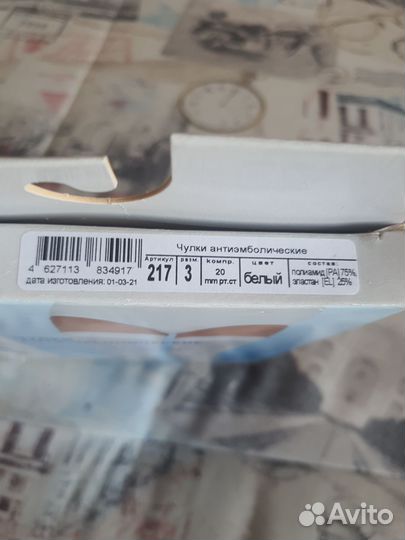 Чулки антиэмболические
4 627113 834917
дата изготовления: 01-03-21
Артикул 217
разм. 3
компр. 20 mm рт.ст
цвет белый
состав:
полиамид [PA] 75%,
эластан [EL] 25%
Avito